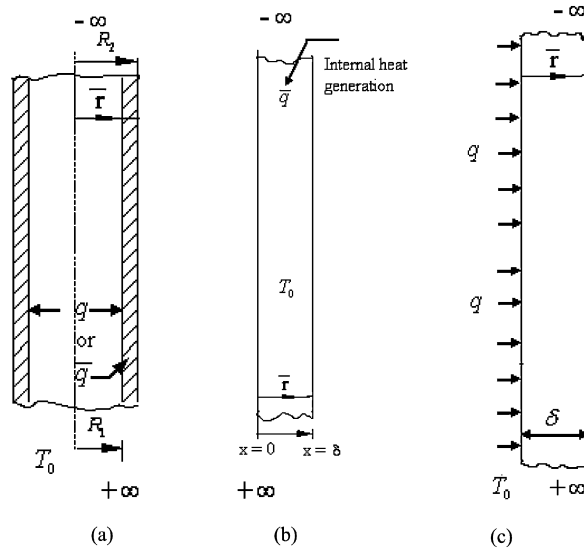 - ∞
R₂
r̅
q
or
q̅
R₁
T₀
+ ∞
(a)
- ∞
Internal heat
generation
q̅
T₀
r̅
x = 0
x = δ
+ ∞
(b)
- ∞
r̅
q
q
δ
T₀
+ ∞
(c)